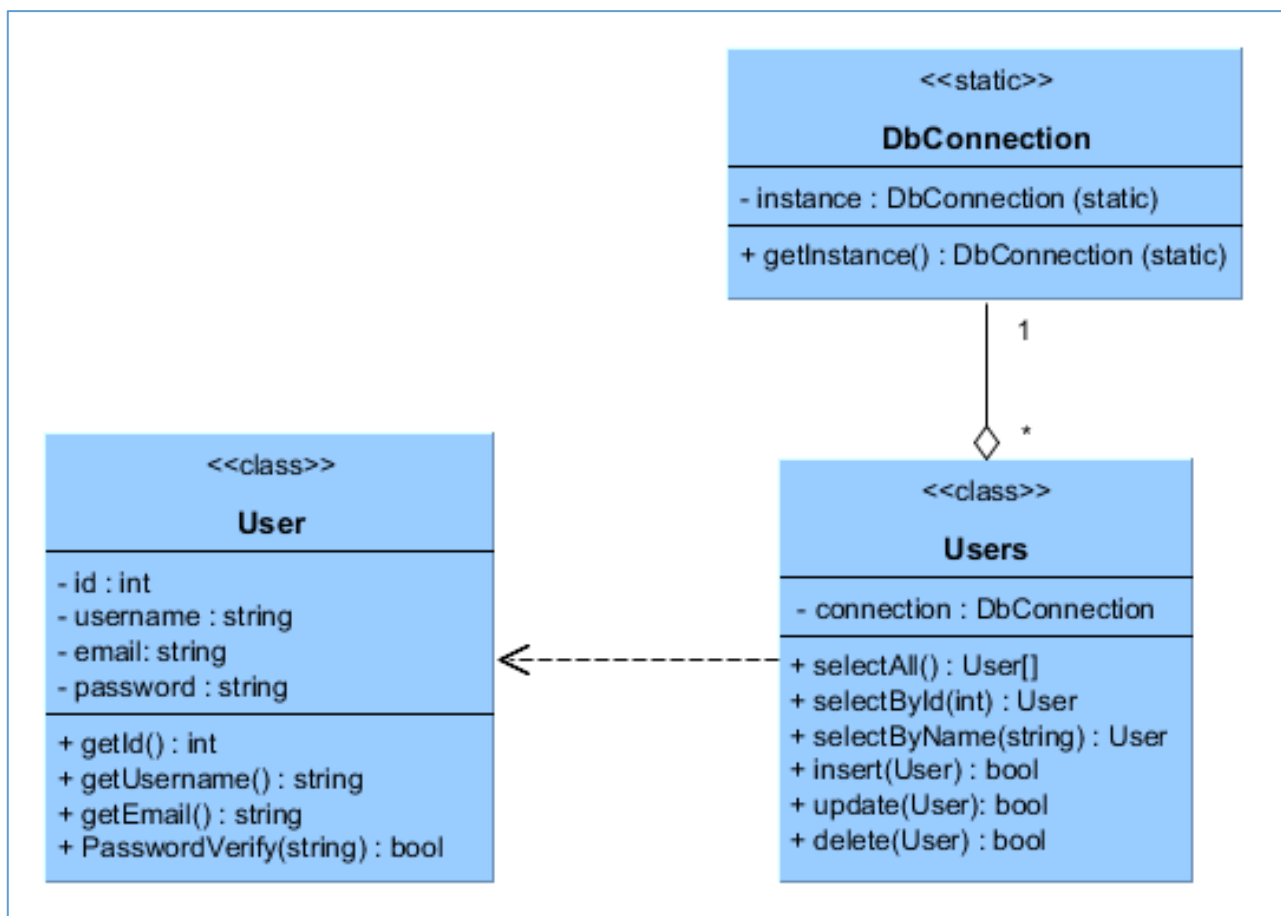 <<static>>
DbConnection
- instance : DbConnection (static)
+ getInstance() : DbConnection (static)
1
*
<<class>>
User
- id : int
- username : string
- email: string
- password : string
+ getId() : int
+ getUsername() : string
+ getEmail() : string
+ PasswordVerify(string) : bool
<<class>>
Users
- connection : DbConnection
+ selectAll() : User[]
+ selectById(int) : User
+ selectByName(string) : User
+ insert(User) : bool
+ update(User): bool
+ delete(User) : bool